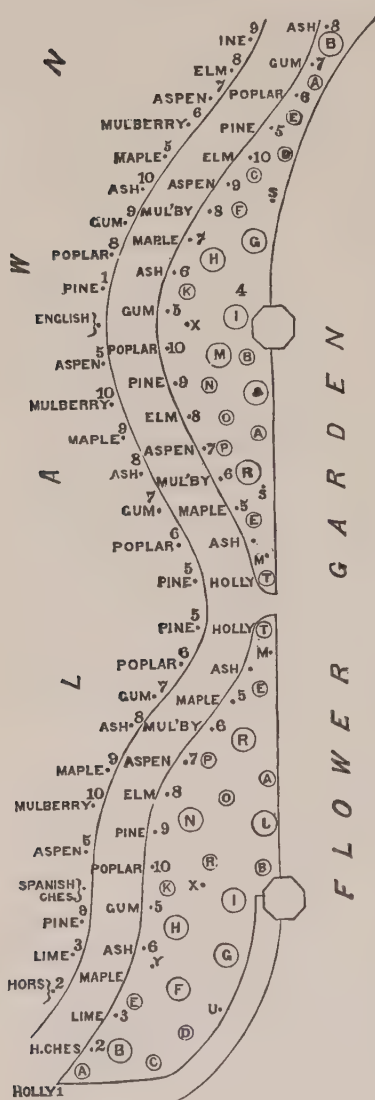 INE 9 ASH 8
B
ELM 8 GUM 7
A
ASPEN 7 POPLAR 6
MULBERRY 6 PINE 5 E
D
MAPLE 5 ELM 10
C
ASH 10 ASPEN 9
S
GUM 9 MUL'BY 8 F
POPLAR 8 MAPLE 7 G
H
PINE 1 ASH 6
K 4
ENGLISH} GUM 5 X I
ASPEN 5 POPLAR 10 M B
PINE 9 N
MULBERRY 10 ELM 8 O
MAPLE 9 A
ASH 8 ASPEN 7 P
MUL'BY 6 R
S
GUM 7 MAPLE 5 E
POPLAR 6 ASH
M
PINE 5 HOLLY T
PINE 5 HOLLY T
M
POPLAR 6 ASH
GUM 7 MAPLE 5 E
ASH 8 MUL'BY 6 R
MAPLE 9 ASPEN 7 P
A
MULBERRY 10 ELM 8 O
PINE 9 N L
ASPEN 5
POPLAR 10 R B
SPANISH
CHES} K X I
PINE 8 GUM 5
H
LIME 3 ASH 6 G
Y
HORS} 2 MAPLE F
E U
LIME 3
D
H.CHES 2 B
C
A
HOLLY 1
L A W N
FLOWER GARDEN